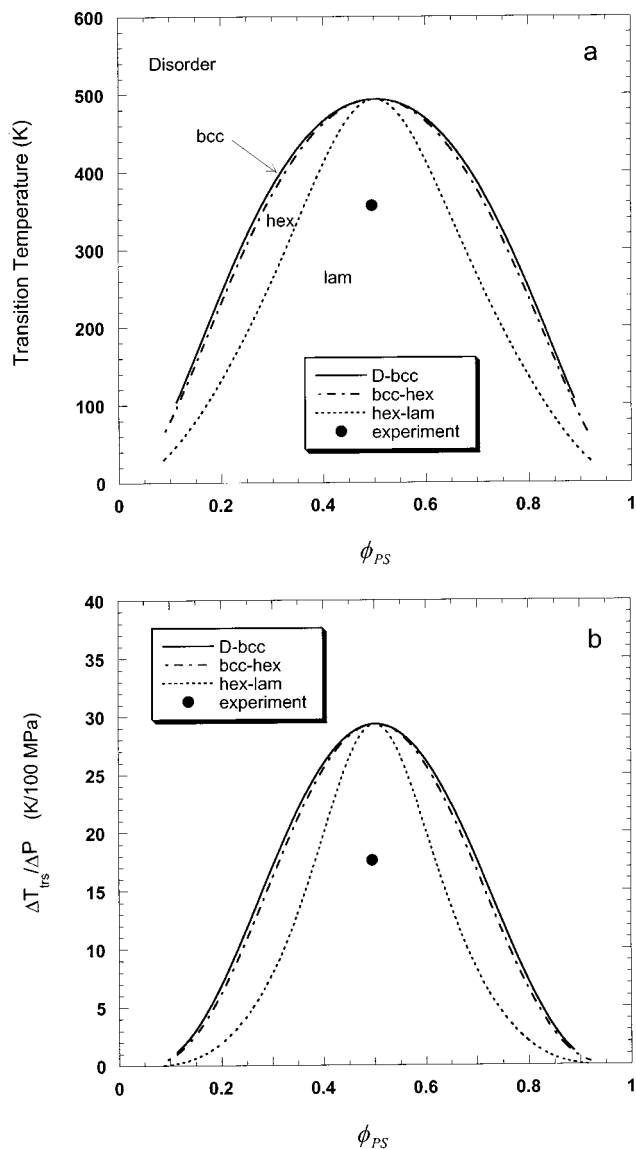 600
500
400
300
200
100
0
Transition Temperature (K)
a
Disorder
bcc
hex
lam
D-bcc
bcc-hex
hex-lam
experiment
0
0.2
0.4
0.6
0.8
1
ϕPS
40
35
30
25
20
15
10
5
0
ΔTtrs/ΔP (K/100 MPa)
b
D-bcc
bcc-hex
hex-lam
experiment
0
0.2
0.4
0.6
0.8
1
ϕPS